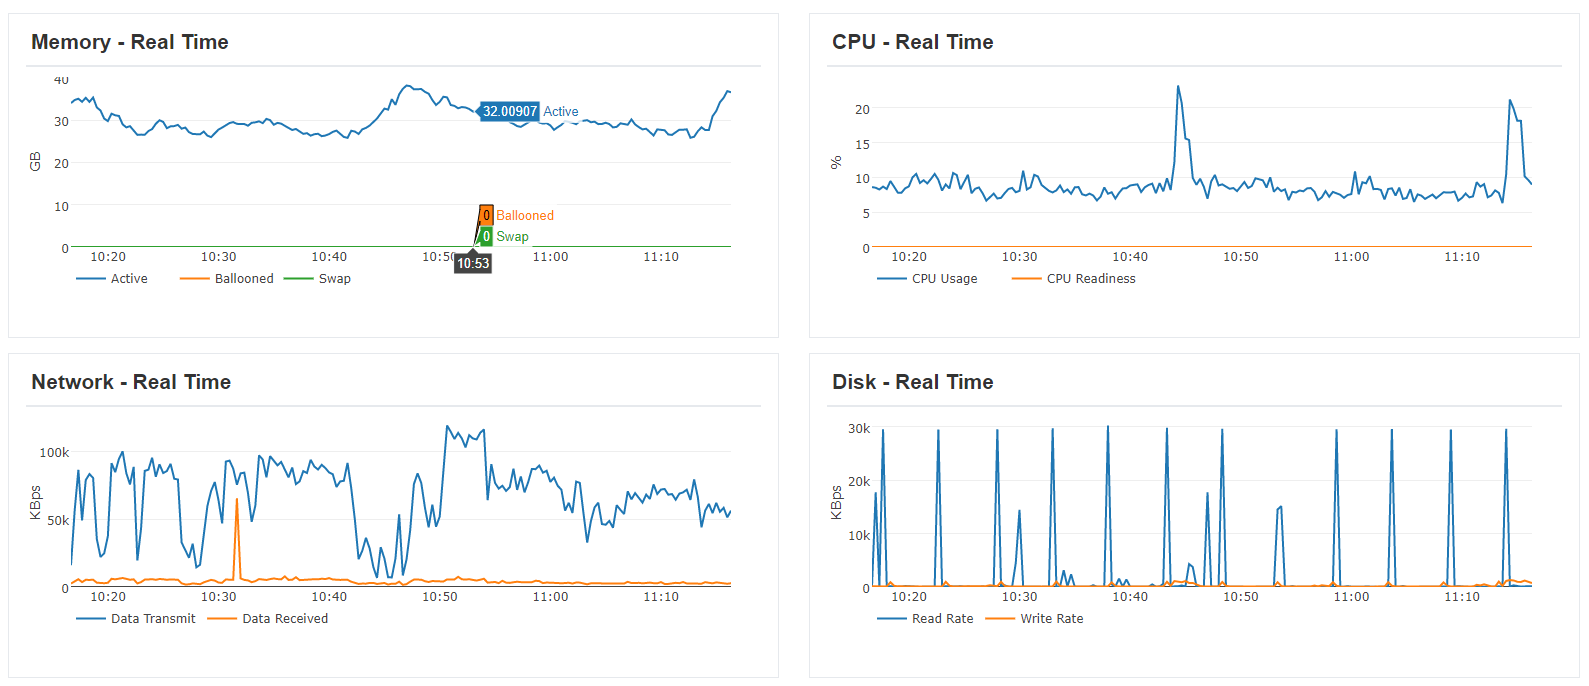 Memory - Real Time
40
30
20
10
0
GB
32.00907 Active
0 Ballooned
0 Swap
10:53
10:20 10:30 10:40 10:50 11:00 11:10
Active Ballooned Swap
CPU - Real Time
20
15
10
5
0
%
10:20 10:30 10:40 10:50 11:00 11:10
CPU Usage CPU Readiness
Network - Real Time
100k
50k
0
KBps
10:20 10:30 10:40 10:50 11:00 11:10
Data Transmit Data Received
Disk - Real Time
30k
20k
10k
0
KBps
10:20 10:30 10:40 10:50 11:00 11:10
Read Rate Write Rate